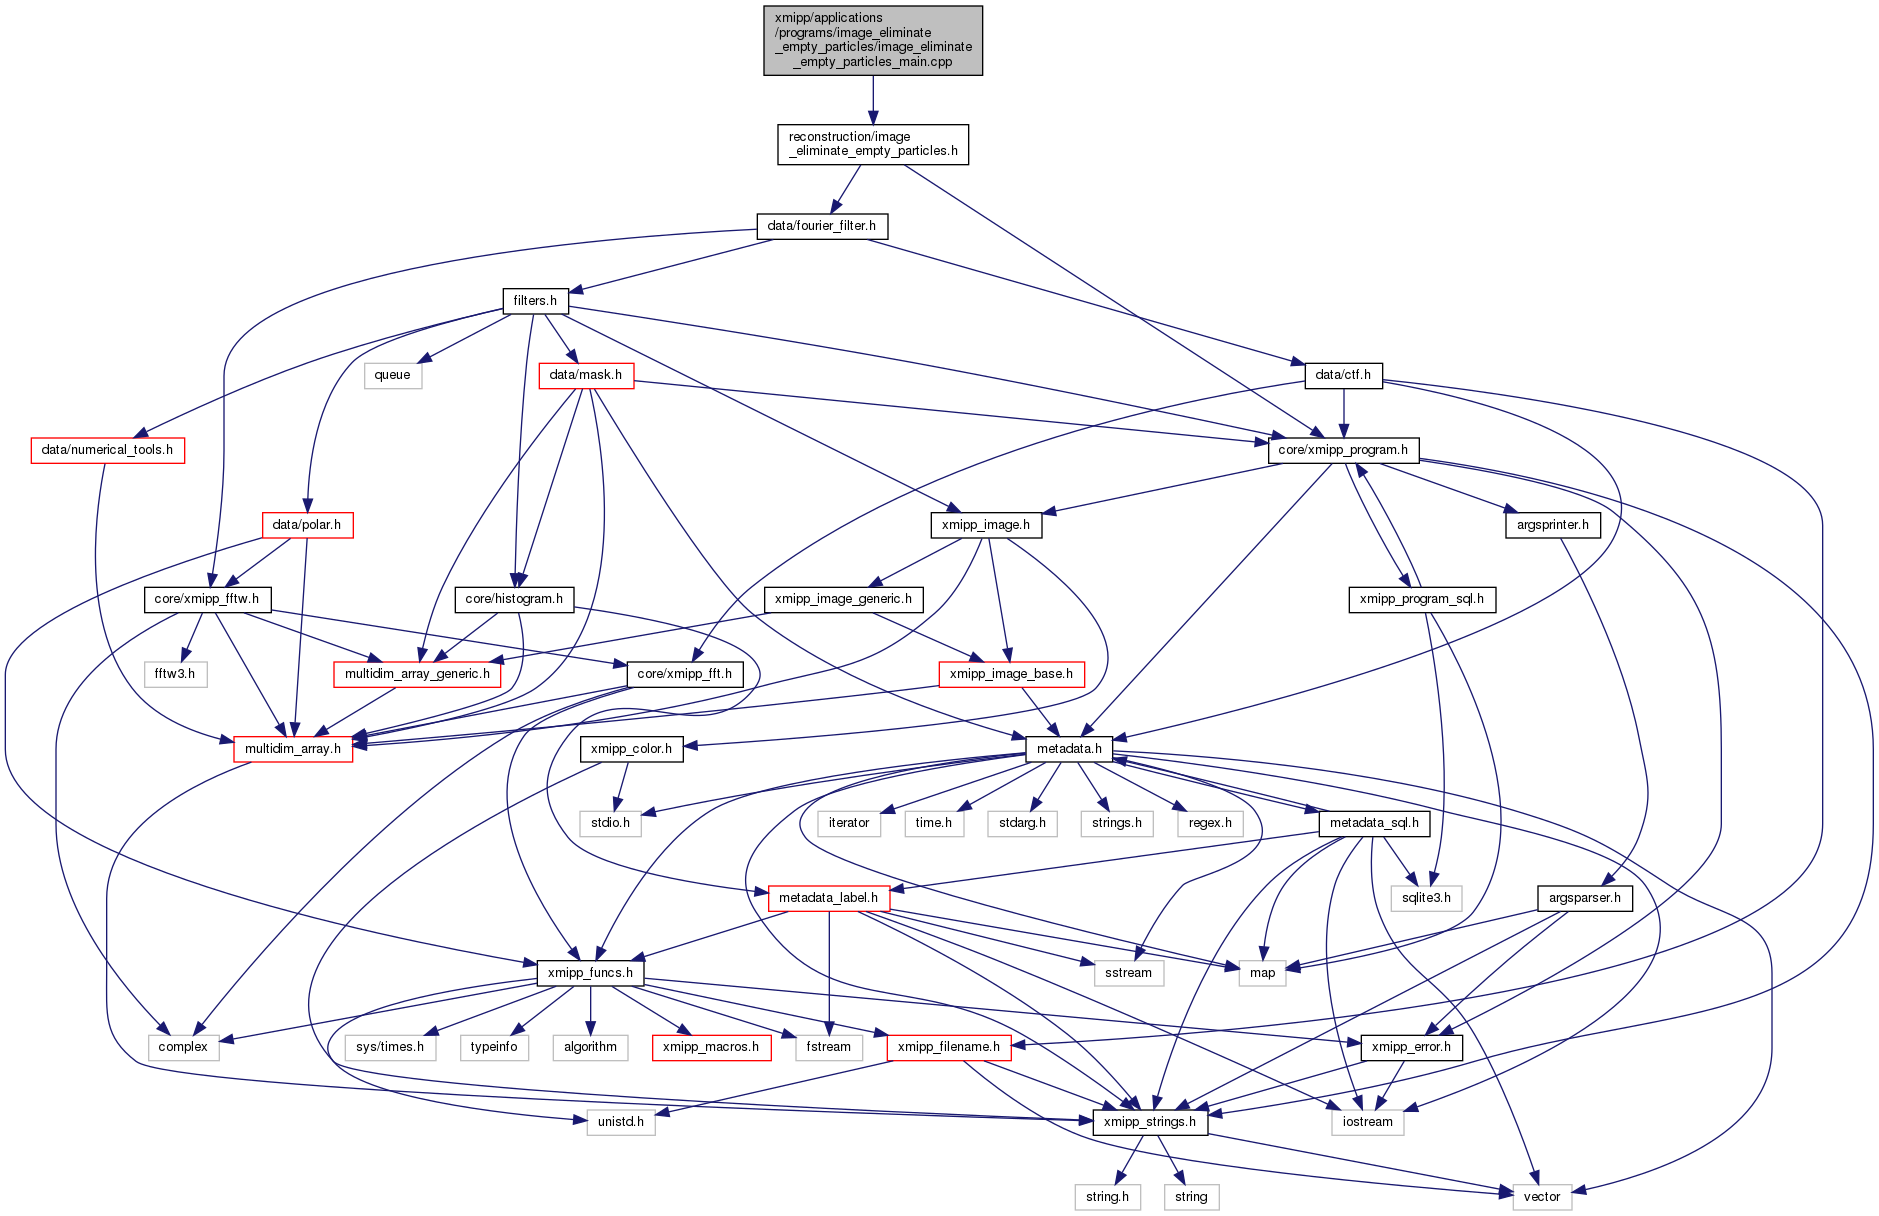 xmipp/applications
/programs/image_eliminate
_empty_particles/image_eliminate
_empty_particles_main.cpp
reconstruction/image
_eliminate_empty_particles.h
data/fourier_filter.h
filters.h
queue
data/mask.h
data/ctf.h
data/numerical_tools.h
core/xmipp_program.h
data/polar.h
xmipp_image.h
argsprinter.h
core/xmipp_fftw.h
core/histogram.h
xmipp_image_generic.h
xmipp_program_sql.h
fftw3.h
multidim_array_generic.h
core/xmipp_fft.h
xmipp_image_base.h
multidim_array.h
xmipp_color.h
metadata.h
stdio.h
iterator
time.h
stdarg.h
strings.h
regex.h
metadata_sql.h
metadata_label.h
sqlite3.h
argsparser.h
xmipp_funcs.h
sstream
map
complex
sys/times.h
typeinfo
algorithm
xmipp_macros.h
fstream
xmipp_filename.h
xmipp_error.h
unistd.h
xmipp_strings.h
iostream
string.h
string
vector